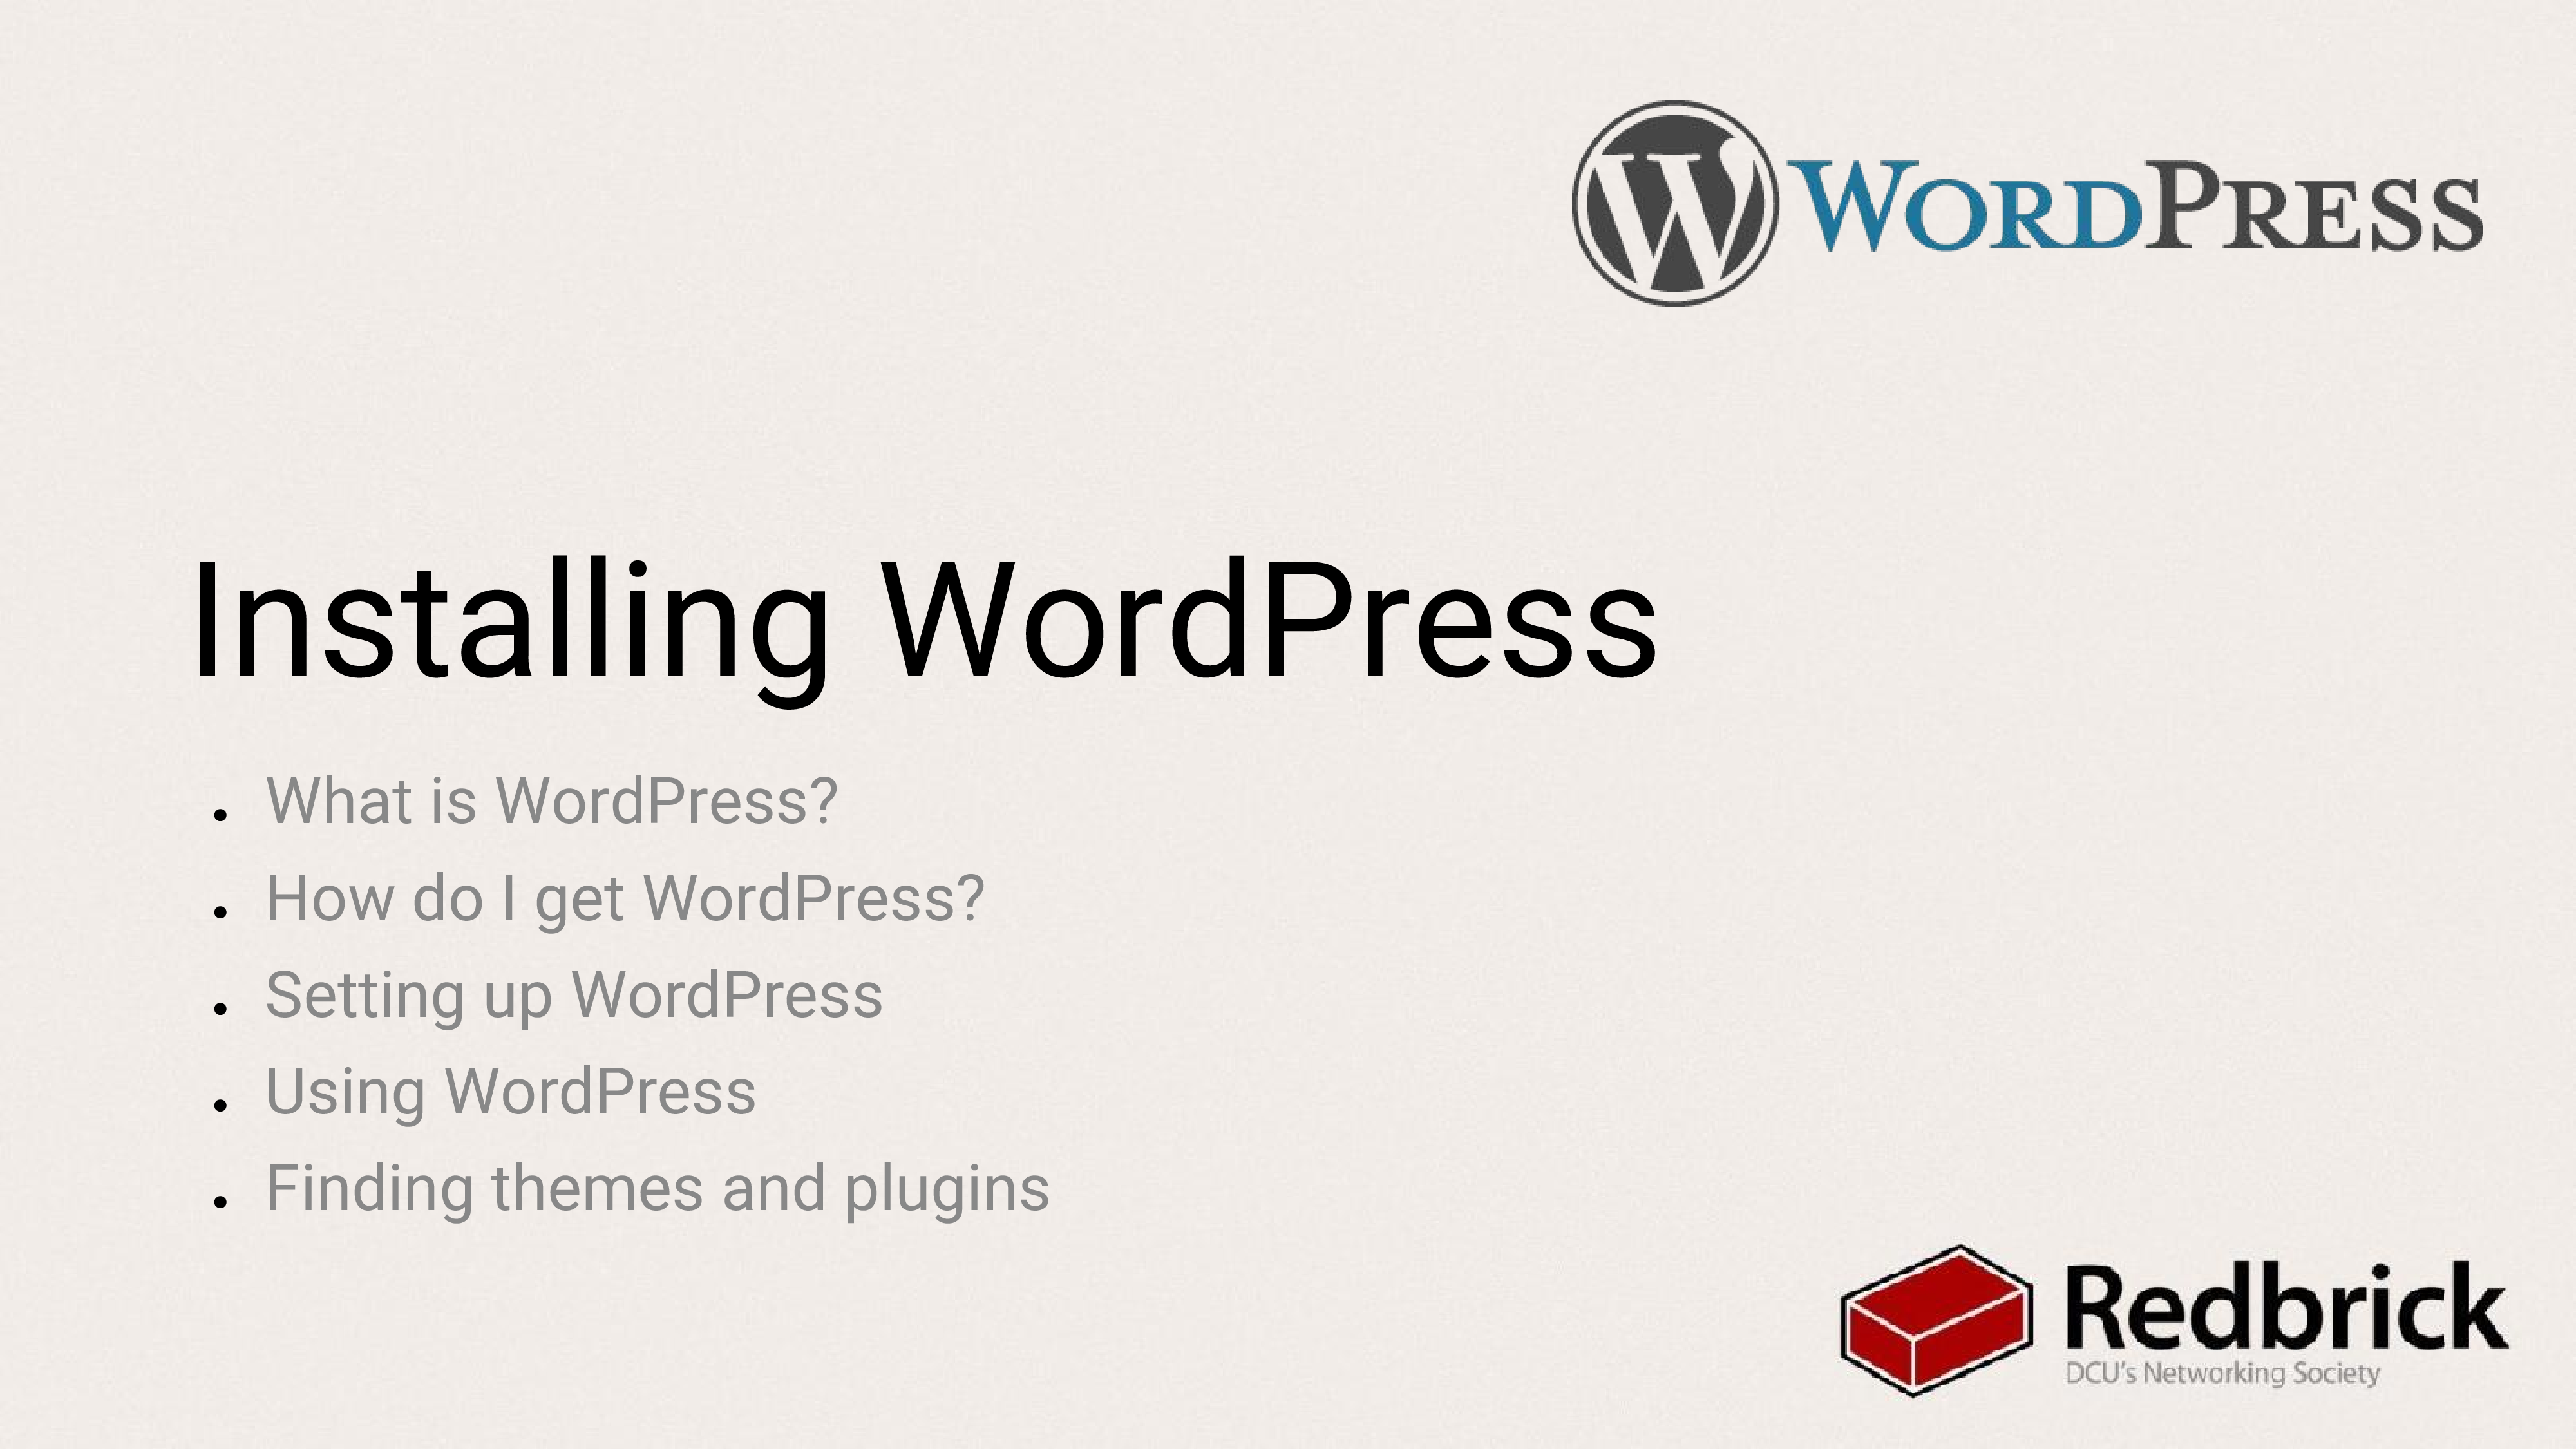 WORDPRESS
Installing WordPress
• What is WordPress?
• How do I get WordPress?
• Setting up WordPress
• Using WordPress
• Finding themes and plugins
Redbrick
DCU's Networking Society